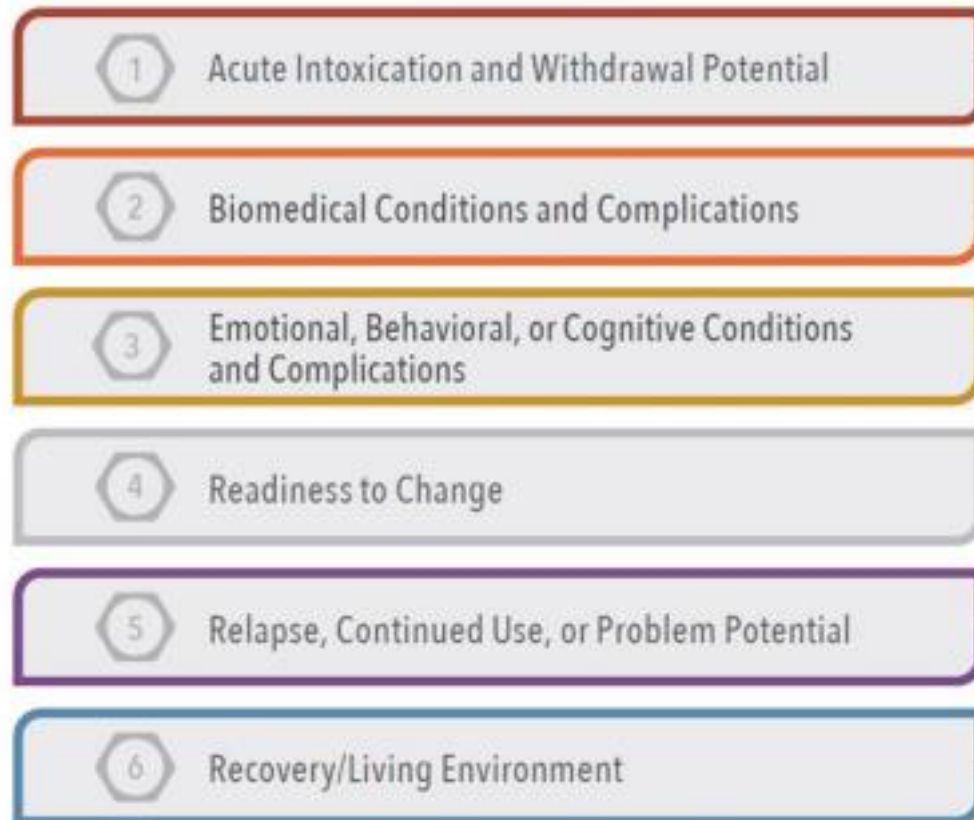 1 Acute Intoxication and Withdrawal Potential
2 Biomedical Conditions and Complications
3 Emotional, Behavioral, or Cognitive Conditions
and Complications
4 Readiness to Change
5 Relapse, Continued Use, or Problem Potential
6 Recovery/Living Environment